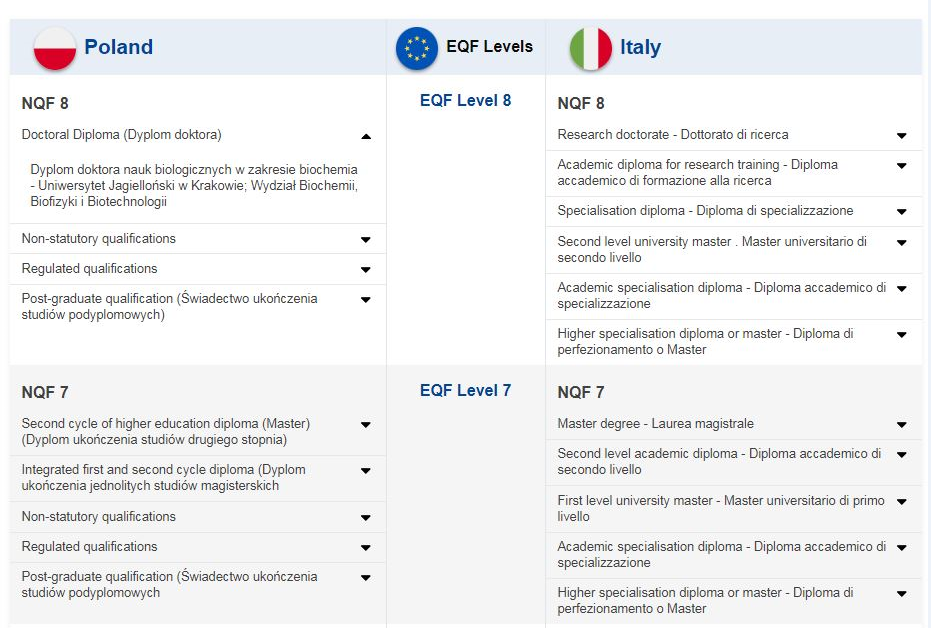 Poland
EQF Levels
Italy
NQF 8
Doctoral Diploma (Dyplom doktora)
Dyplom doktora nauk biologicznych w zakresie biochemia
- Uniwersytet Jagielloński w Krakowie; Wydział Biochemii,
Biofizyki i Biotechnologii
Non-statutory qualifications
Regulated qualifications
Post-graduate qualification (Świadectwo ukończenia
studiów podyplomowych)
EQF Level 8
NQF 8
Research doctorate - Dottorato di ricerca
Academic diploma for research training - Diploma
accademico di formazione alla ricerca
Specialisation diploma - Diploma di specializzazione
Second level university master . Master universitario di
secondo livello
Academic specialisation diploma - Diploma accademico di
specializzazione
Higher specialisation diploma or master - Diploma di
perfezionamento o Master
NQF 7
Second cycle of higher education diploma (Master)
(Dyplom ukończenia studiów drugiego stopnia)
Integrated first and second cycle diploma (Dyplom
ukończenia jednolitych studiów magisterskich
Non-statutory qualifications
Regulated qualifications
Post-graduate qualification (Świadectwo ukończenia
studiów podyplomowych
EQF Level 7
NQF 7
Master degree - Laurea magistrale
Second level academic diploma - Diploma accademico di
secondo livello
First level university master - Master universitario di primo
livello
Academic specialisation diploma - Diploma accademico di
specializzazione
Higher specialisation diploma or master - Diploma di
perfezionamento o Master